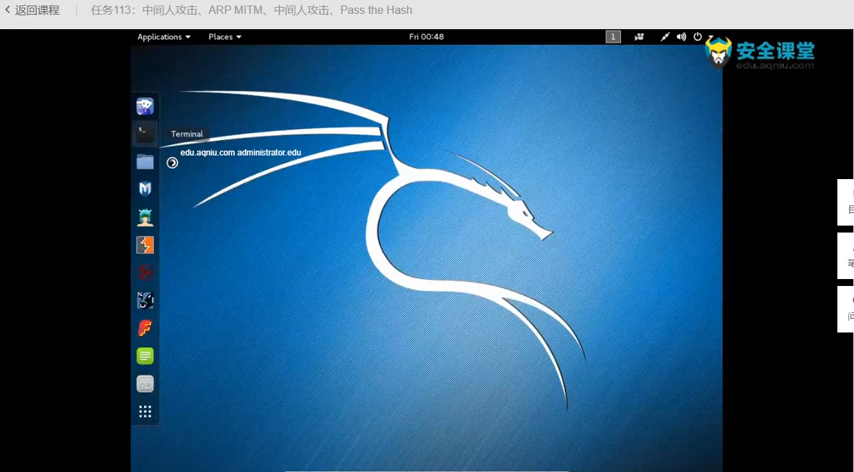 返回课程 任务113：中间人攻击、ARP MITM、中间人攻击、Pass the Hash
Applications Places Fri 00:48 1
安全课堂
edu.aqniu.com
Terminal
edu.aqniu.com administrator.edu